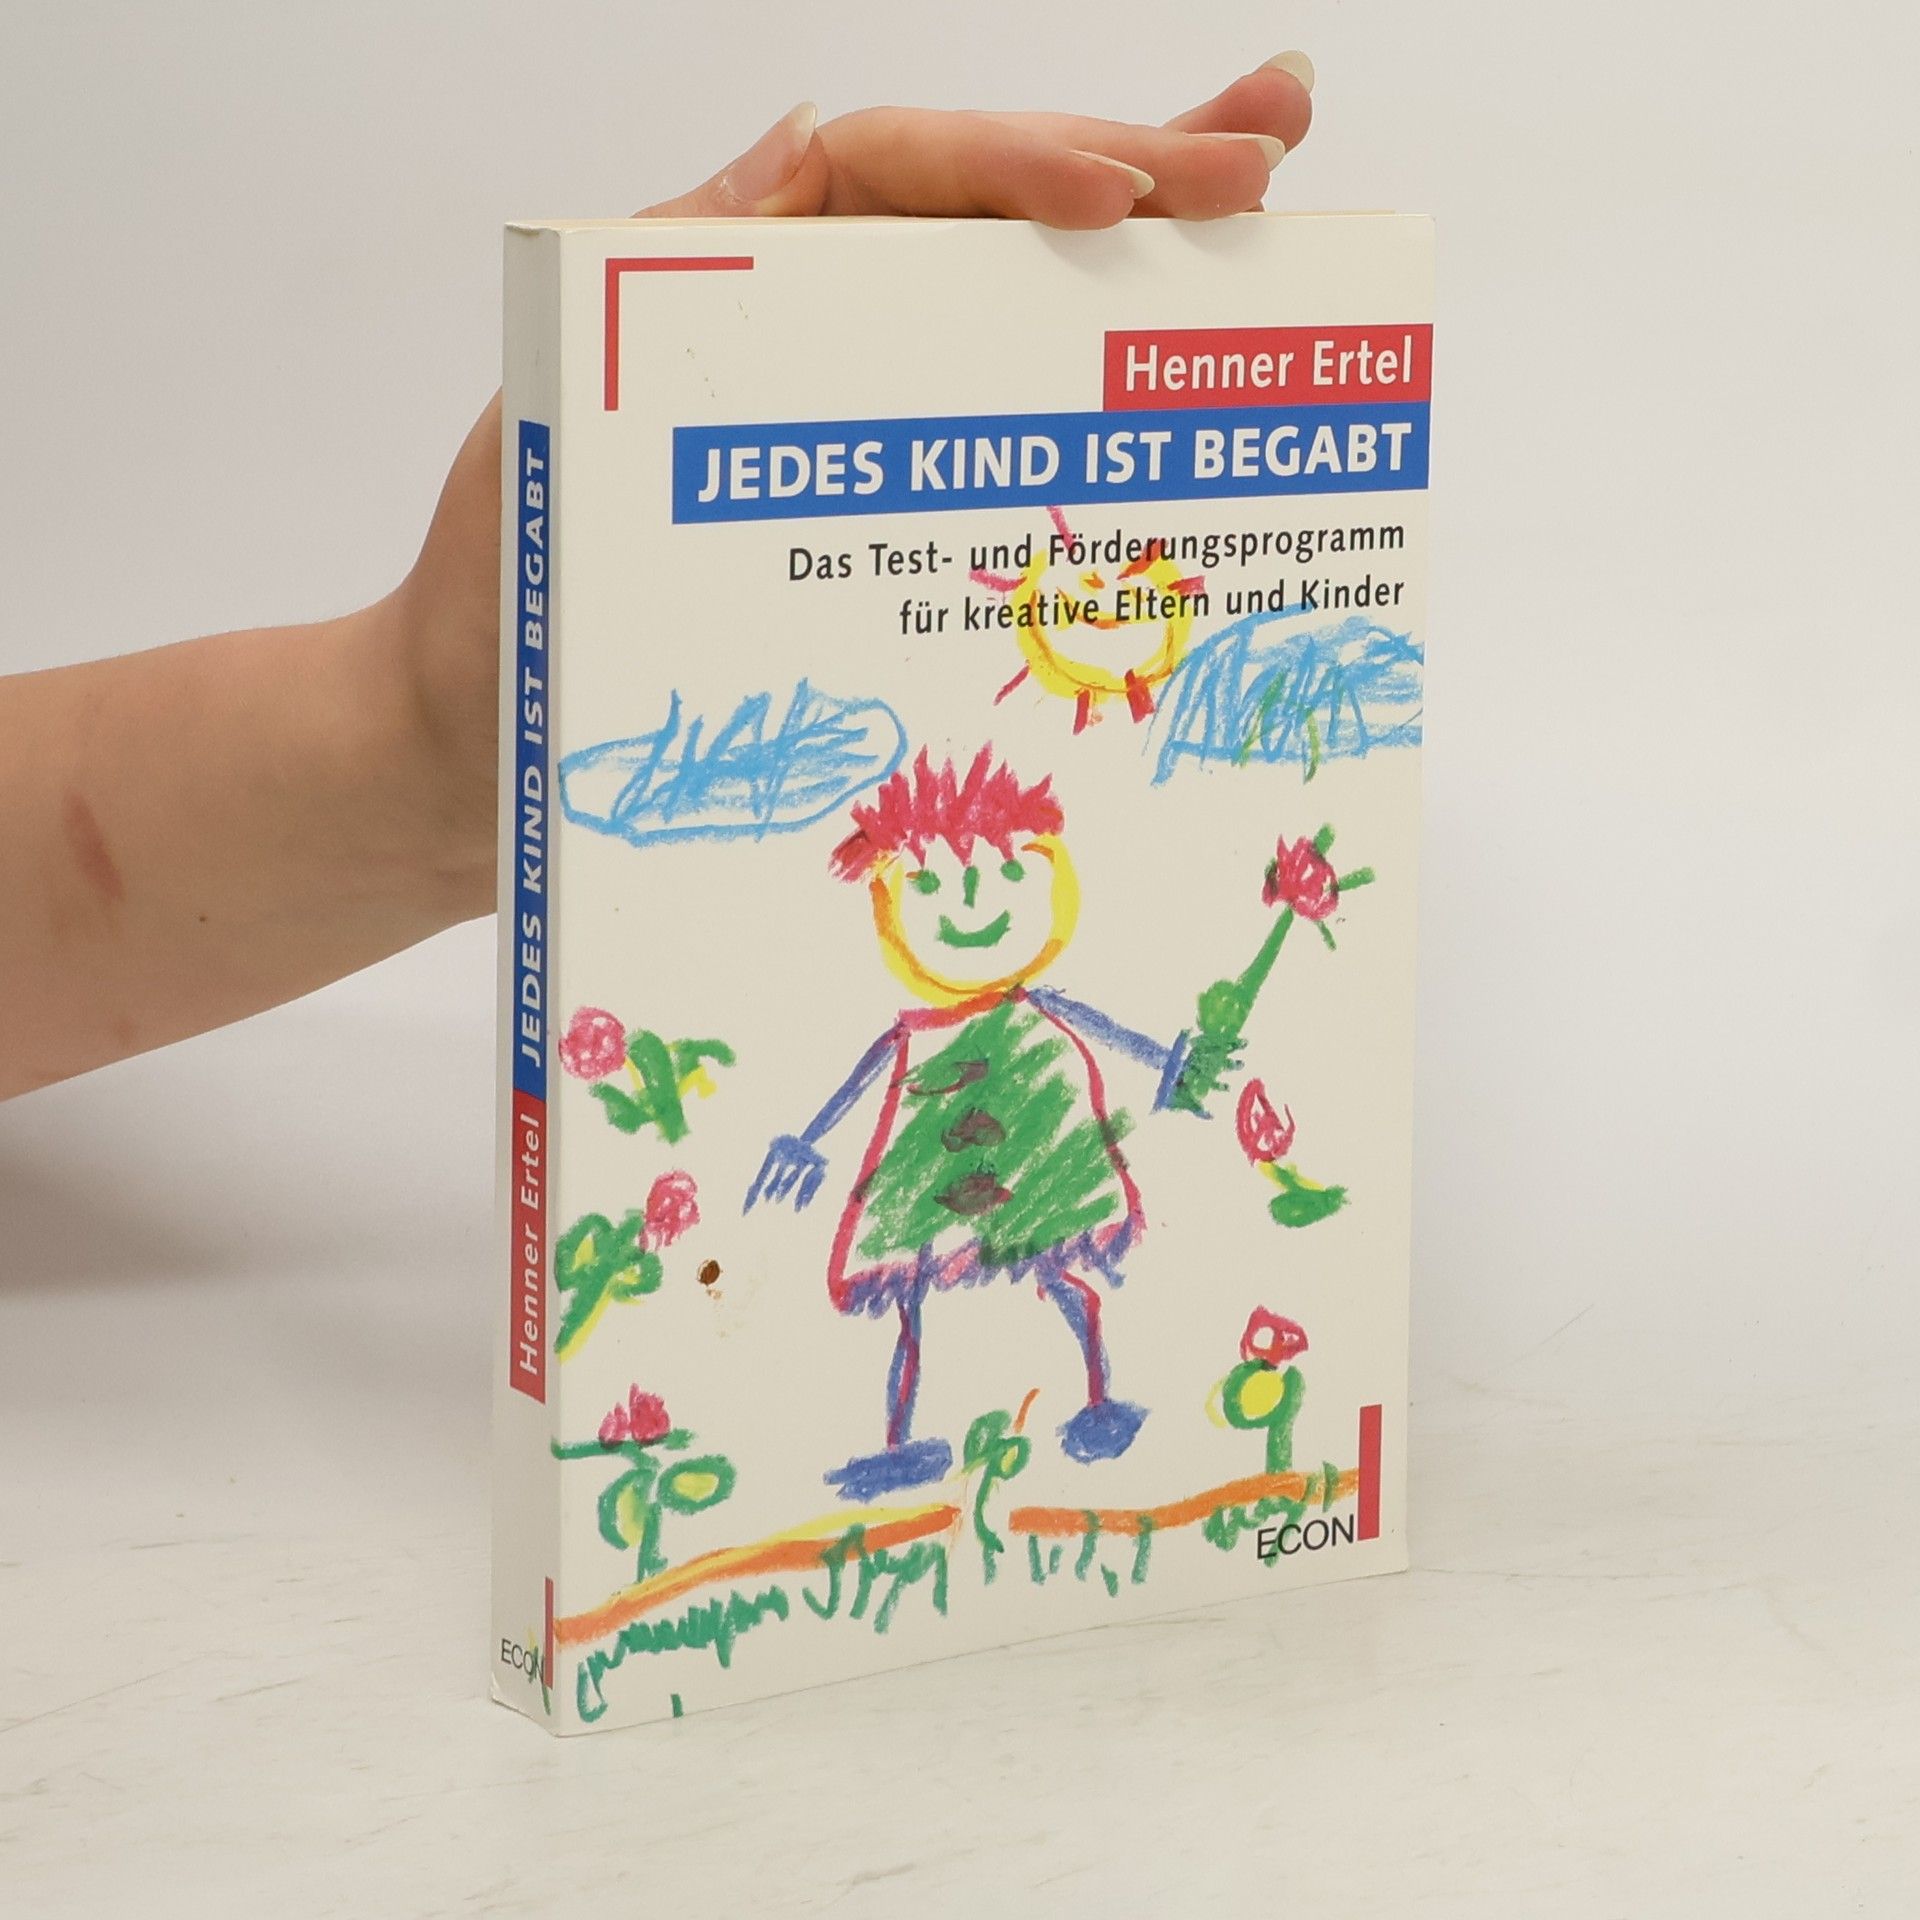 Henner Ertel
JEDES KIND IST BEGABT
Das Test- und Förderungsprogramm
für kreative Eltern und Kinder
ECON
JEDES KIND IST BEGABT
Henner Ertel
ECON